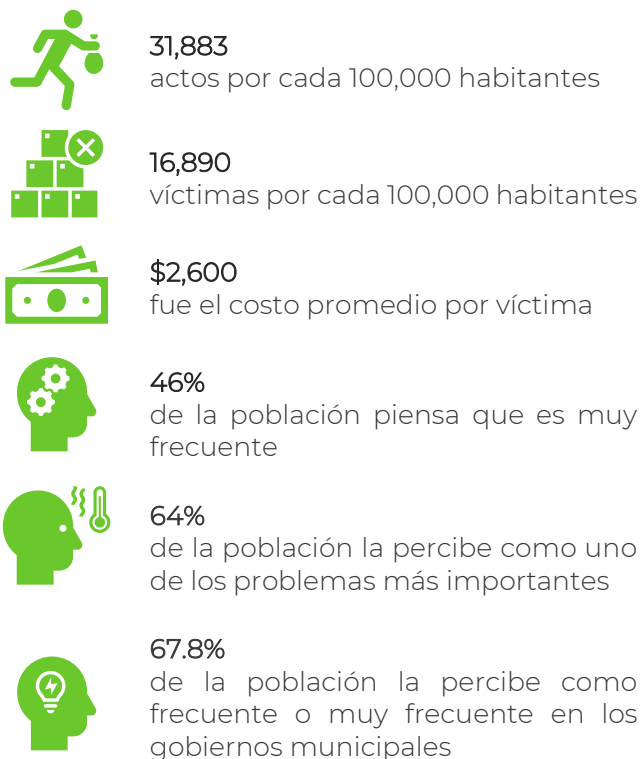 31,883
actos por cada 100,000 habitantes
16,890
víctimas por cada 100,000 habitantes
$2,600
fue el costo promedio por víctima
46%
de la población piensa que es muy
frecuente
64%
de la población la percibe como uno
de los problemas más importantes
67.8%
de la población la percibe como
frecuente o muy frecuente en los
gobiernos municipales